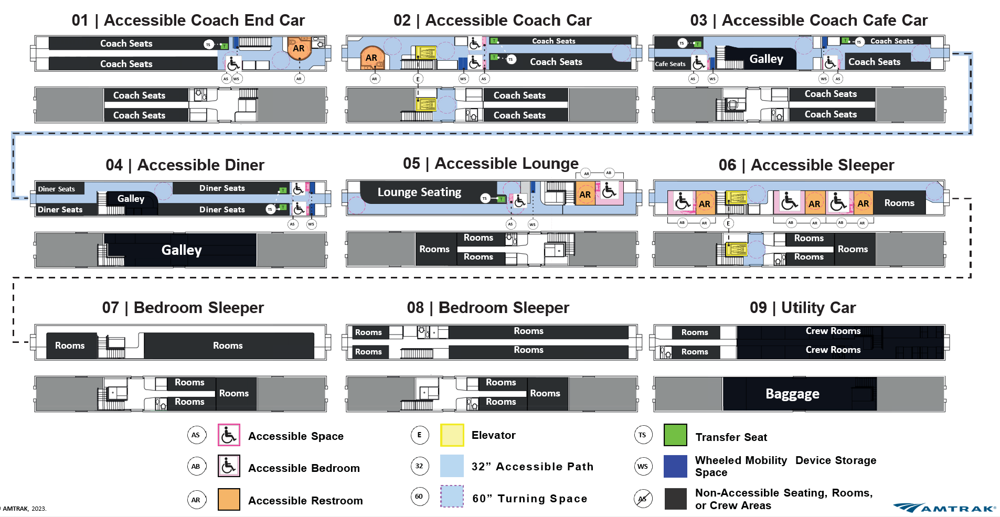 01 | Accessible Coach End Car
02 | Accessible Coach Car
03 | Accessible Coach Cafe Car
Coach Seats
TS
T
AR
Coach Seats
AS
WS
AR
AR
E
T
Coach Seats
T
TS
Coach Seats
AR
E
WS
AS
TS
T
Galley
T
TS
Coach Seats
Cafe Seats
Coach Seats
AS
WS
WS
AS
Coach Seats
Coach Seats
Coach Seats
Coach Seats
Coach Seats
Coach Seats
04 | Accessible Diner
05 | Accessible Lounge
06 | Accessible Sleeper
Diner Seats
Diner Seats
T
Galley
Diner Seats
Diner Seats
TS
T
AS
WS
Galley
AR
AB
Lounge Seating
TS
T
AR
AS
WS
Rooms
Rooms
Rooms
AR
AR
AR
Rooms
AB
AR
E
AB
AR
AB
AR
Rooms
Rooms
Rooms
07 | Bedroom Sleeper
08 | Bedroom Sleeper
09 | Utility Car
Rooms
Rooms
Rooms
Rooms
Rooms
Rooms
Rooms
Rooms
Rooms
Rooms
Rooms
Rooms
Rooms
Crew Rooms
Rooms
Crew Rooms
Baggage
AS
Accessible Space
AB
Accessible Bedroom
AR
Accessible Restroom
E
Elevator
32
32” Accessible Path
60
60” Turning Space
TS
Transfer Seat
WS
Wheeled Mobility Device Storage
Space
AS
Non-Accessible Seating, Rooms,
or Crew Areas
AMTRAK, 2023.
AMTRAK®